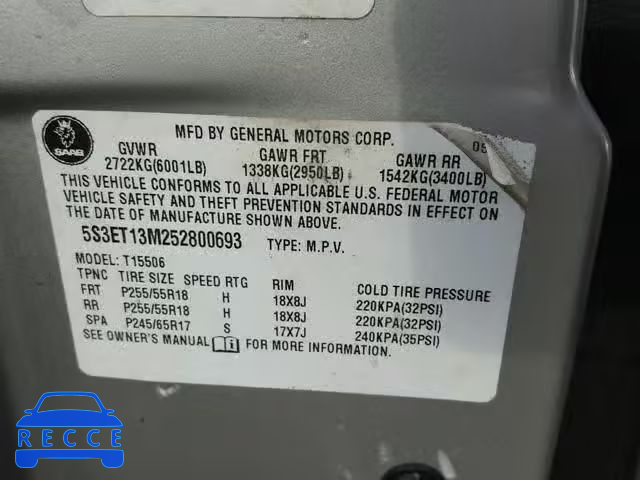 SAAB
MFD BY GENERAL MOTORS CORP.
GVWR GAWR FRT GAWR RR
2722KG(6001LB) 1338KG(2950LB) 1542KG(3400LB)
THIS VEHICLE CONFORMS TO ALL APPLICABLE U.S. FEDERAL MOTOR
VEHICLE SAFETY AND THEFT PREVENTION STANDARDS IN EFFECT ON
THE DATE OF MANUFACTURE SHOWN ABOVE.
5S3ET13M252800693 TYPE: M.P.V.
MODEL: T15506
TPNC TIRE SIZE SPEED RTG RIM COLD TIRE PRESSURE
FRT P255/55R18 H 18X8J 220KPA(32PSI)
RR P255/55R18 H 18X8J 220KPA(32PSI)
SPA P245/65R17 S 17X7J 240KPA(35PSI)
SEE OWNER'S MANUAL FOR MORE INFORMATION.
RECCE